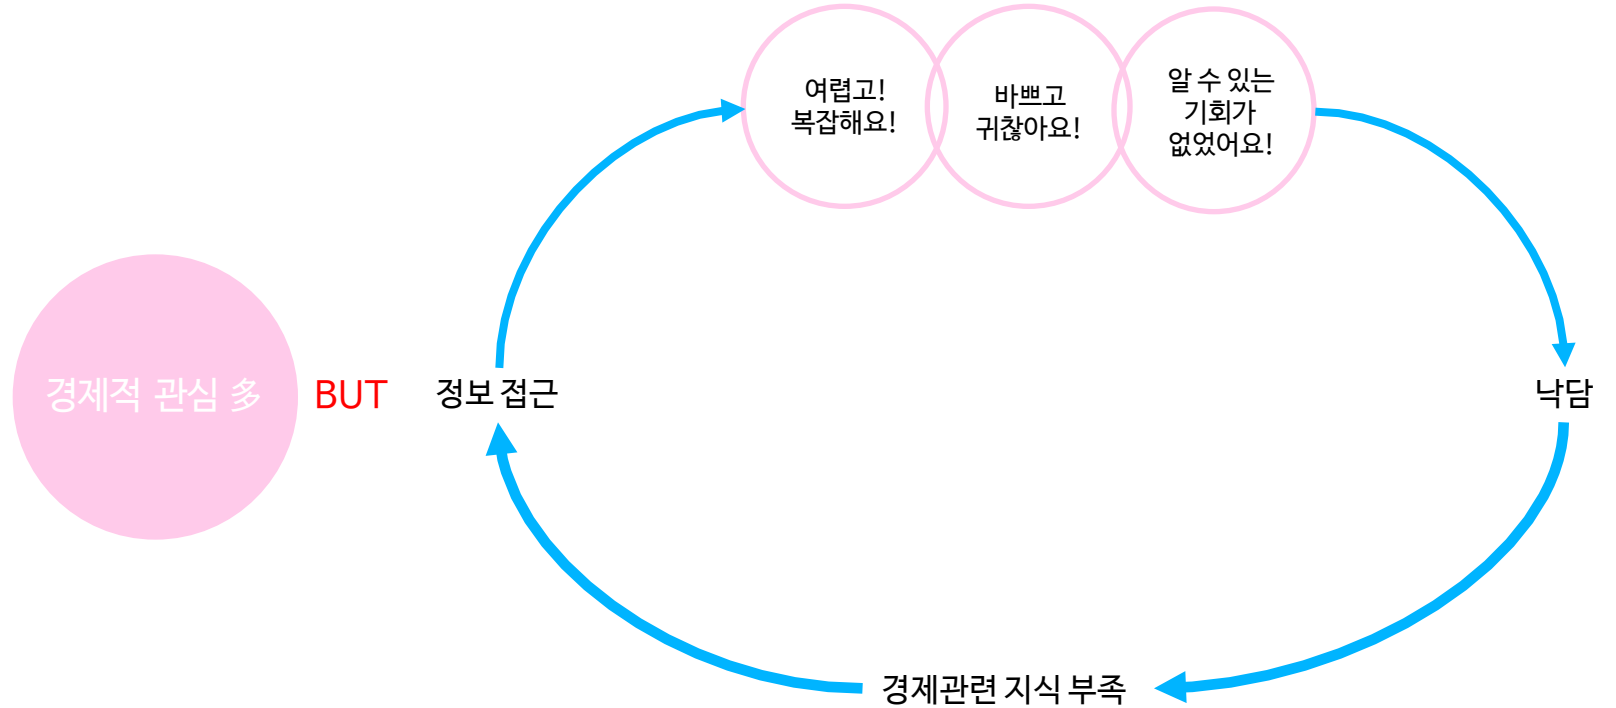 여렵고!
복잡해요!
바쁘고
귀찮아요!
알 수 있는
기회가
없었어요!
경제적 관심 多
BUT
정보 접근
낙담
경제관련 지식 부족